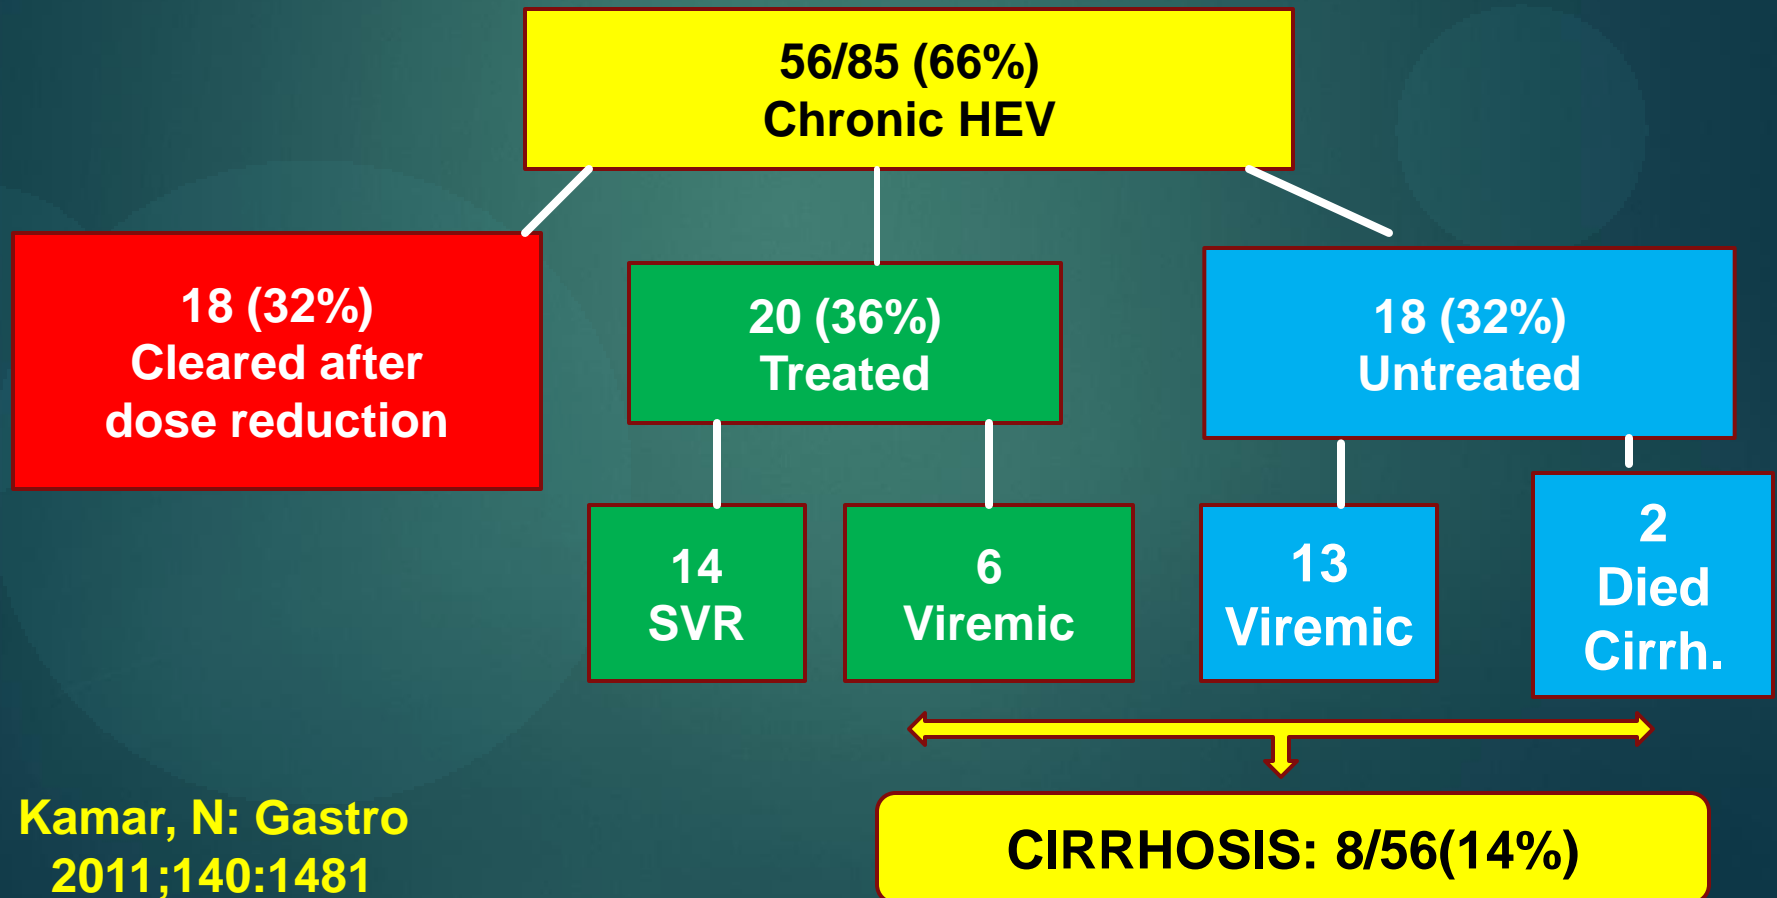 56/85 (66%)
Chronic HEV
18 (32%)
Cleared after
dose reduction
20 (36%)
Treated
18 (32%)
Untreated
14
SVR
6
Viremic
13
Viremic
2
Died
Cirrh.
CIRRHOSIS: 8/56(14%)
Kamar, N: Gastro
2011;140:1481